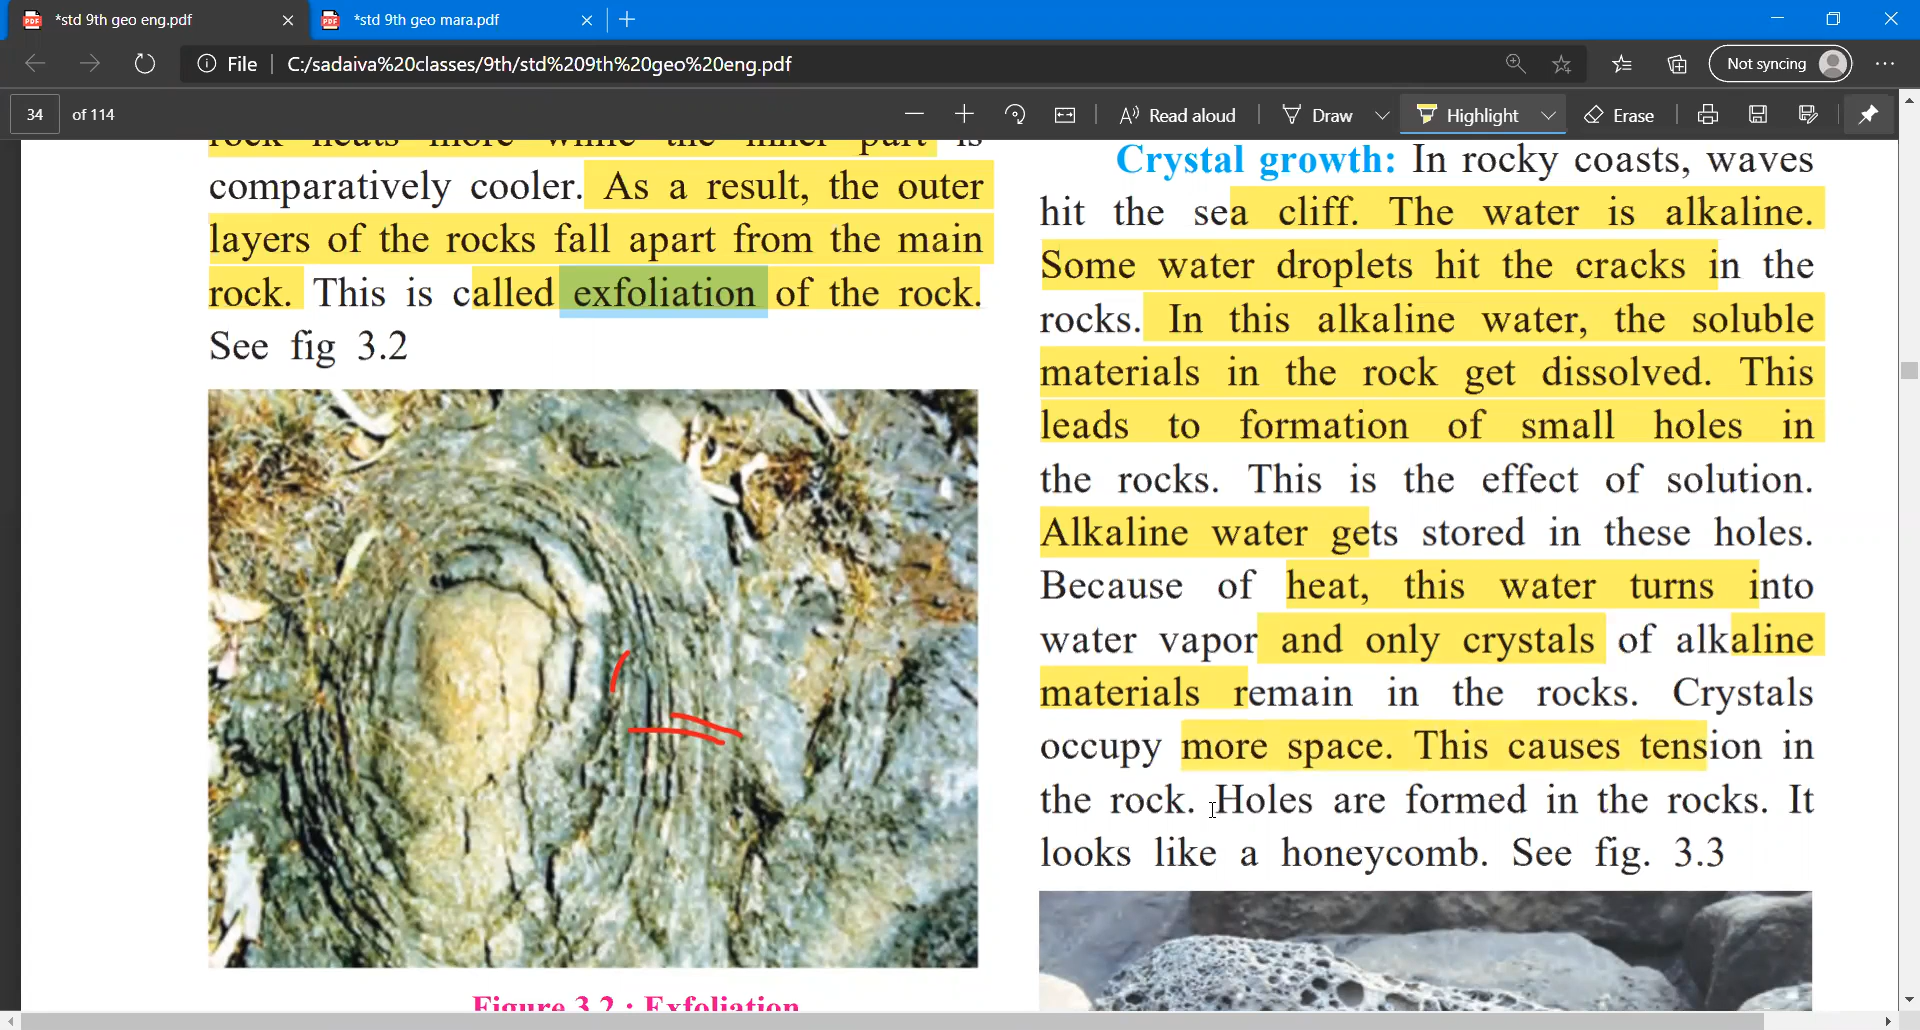 *std 9th geo eng.pdf
*std 9th geo mara.pdf
File
C:/sadaiva%20classes/9th/std%209th%20geo%20eng.pdf
Not syncing
34 of 114
Read aloud
Draw
Highlight
Erase
rock heats more while the inner part is
comparatively cooler. As a result, the outer
layers of the rocks fall apart from the main
rock. This is called exfoliation of the rock.
See fig 3.2
Figure 3.2 : Exfoliation
Crystal growth: In rocky coasts, waves
hit the sea cliff. The water is alkaline.
Some water droplets hit the cracks in the
rocks. In this alkaline water, the soluble
materials in the rock get dissolved. This
leads to formation of small holes in
the rocks. This is the effect of solution.
Alkaline water gets stored in these holes.
Because of heat, this water turns into
water vapor and only crystals of alkaline
materials remain in the rocks. Crystals
occupy more space. This causes tension in
the rock. Holes are formed in the rocks. It
looks like a honeycomb. See fig. 3.3